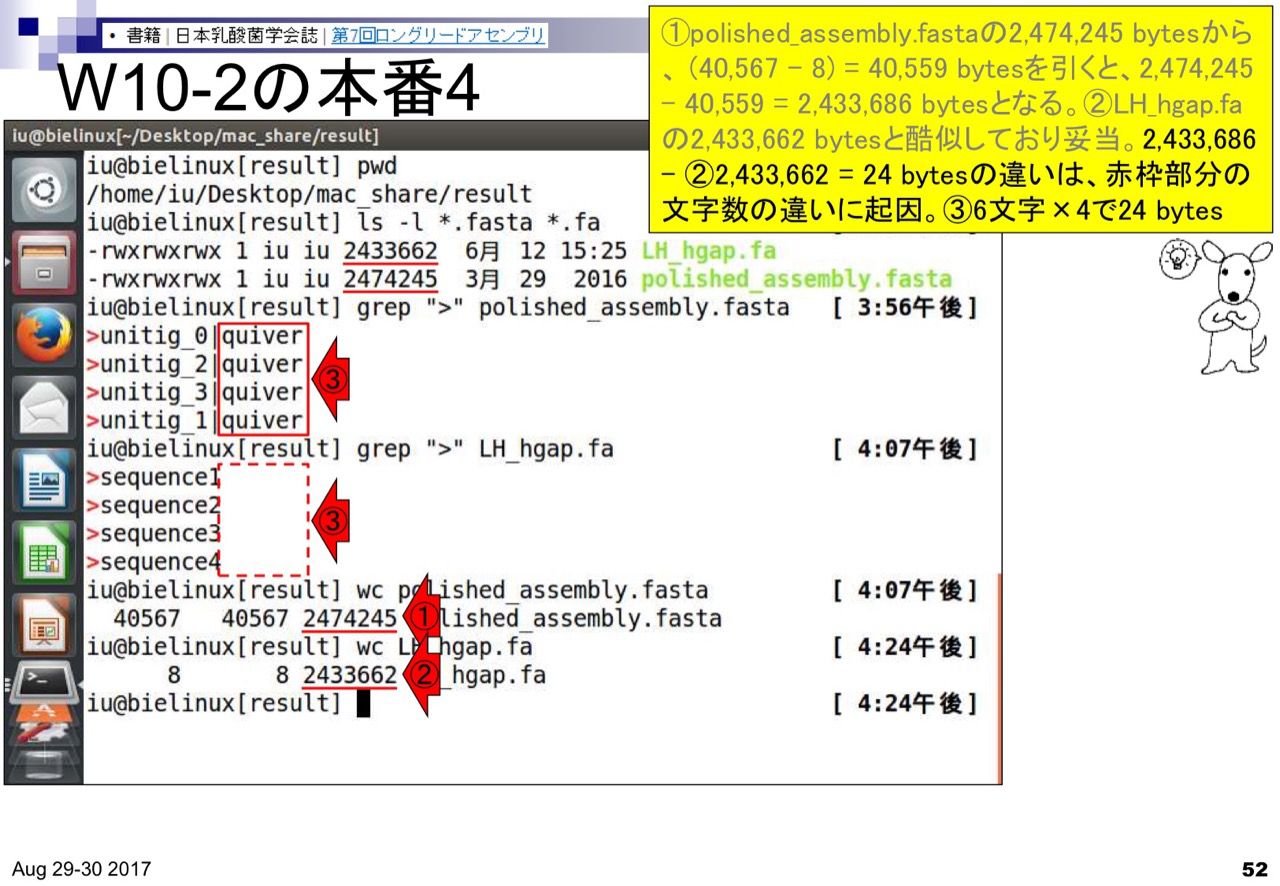 • 書籍 | 日本乳酸菌学会誌 | 第7回ロングリードアセンブリ
W10-2の本番4
①polished_assembly.fastaの2,474,245 bytesから
、(40,567 − 8) = 40,559 bytesを引くと、2,474,245
− 40,559 = 2,433,686 bytesとなる。②LH_hgap.fa
の2,433,662 bytesと酷似しており妥当。2,433,686
− ②2,433,662 = 24 bytesの違いは、赤枠部分の
文字数の違いに起因。③6文字×4で24 bytes
iu@bielinux[~/Desktop/mac_share/result]
iu@bielinux[result] pwd
/home/iu/Desktop/mac_share/result
iu@bielinux[result] ls -l *.fasta *.fa
-rwxrwxrwx 1 iu iu 2433662 6月 12 15:25 LH_hgap.fa
-rwxrwxrwx 1 iu iu 2474245 3月 29 2016 polished_assembly.fasta
iu@bielinux[result] grep ">" polished_assembly.fasta [ 3:56午後]
>unitig_0|quiver
>unitig_2|quiver
>unitig_3|quiver
>unitig_1|quiver
③
iu@bielinux[result] grep ">" LH_hgap.fa [ 4:07午後]
>sequence1
>sequence2
>sequence3
>sequence4
③
iu@bielinux[result] wc polished_assembly.fasta [ 4:07午後]
40567 40567 2474245 ①lished_assembly.fasta
iu@bielinux[result] wc LH_hgap.fa [ 4:24午後]
8 8 2433662 ②_hgap.fa
iu@bielinux[result] [ 4:24午後]
Aug 29-30 2017
52